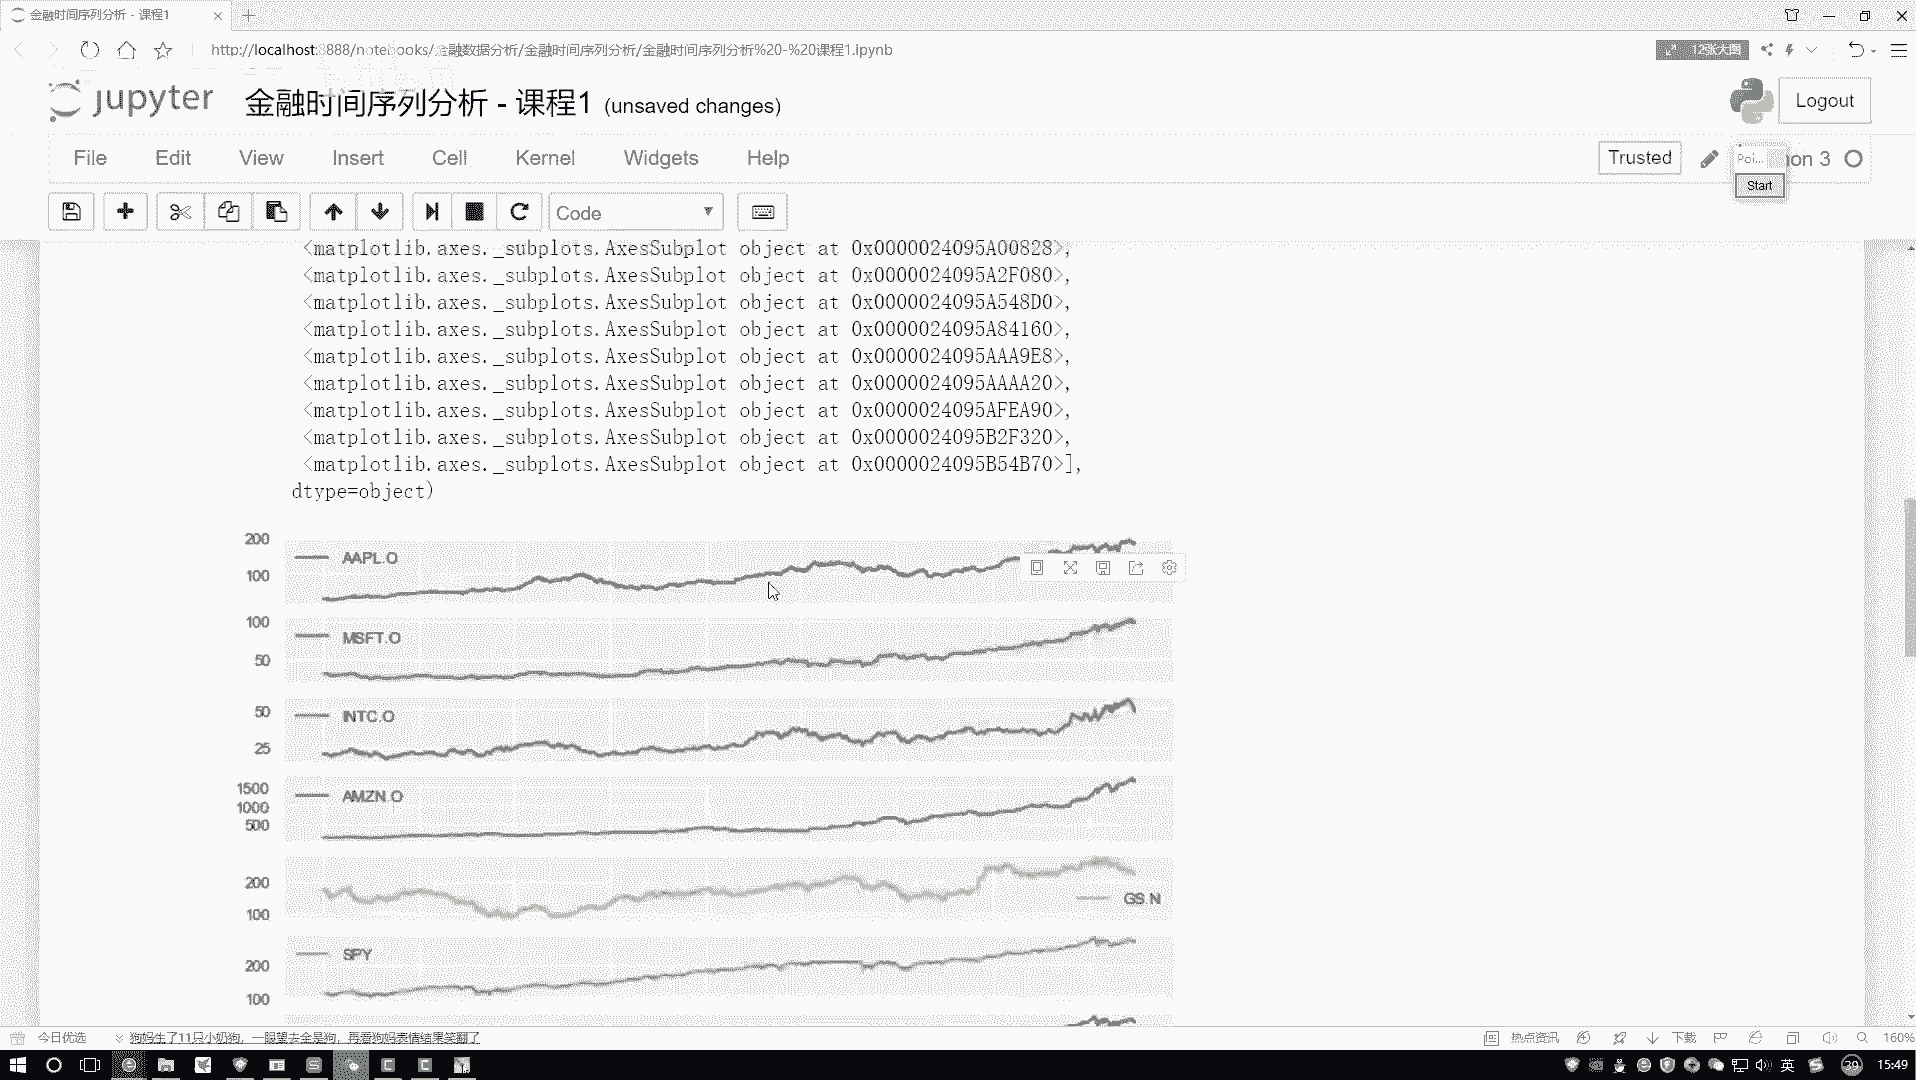 金融时间序列分析 - 课程1
http://localhost:8888/notebooks/金融数据分析/金融时间序列分析/金融时间序列分析%20-%20课程1.ipynb
12张大图
jupyter 金融时间序列分析 - 课程1 (unsaved changes)
Logout
File Edit View Insert Cell Kernel Widgets Help
Trusted
Poi... on 3
Start
Code
<matplotlib.axes._subplots.AxesSubplot object at 0x0000024095A00828>,
<matplotlib.axes._subplots.AxesSubplot object at 0x0000024095A2F080>,
<matplotlib.axes._subplots.AxesSubplot object at 0x0000024095A548D0>,
<matplotlib.axes._subplots.AxesSubplot object at 0x0000024095A84160>,
<matplotlib.axes._subplots.AxesSubplot object at 0x0000024095AAA9E8>,
<matplotlib.axes._subplots.AxesSubplot object at 0x0000024095AAAA20>,
<matplotlib.axes._subplots.AxesSubplot object at 0x0000024095AFEA90>,
<matplotlib.axes._subplots.AxesSubplot object at 0x0000024095B2F320>,
<matplotlib.axes._subplots.AxesSubplot object at 0x0000024095B54B70>],
dtype=object)
200
AAPL.O
100
100
MSFT.O
50
50
INTC.O
25
1500
AMZN.O
1000
500
200
GS.N
100
SPY
200
100
今日优选
狗妈生了11只小奶狗，一眼望去全是狗，再看狗妈表情结果笑翻了
热点资讯
下载
160%
英
39
15:49